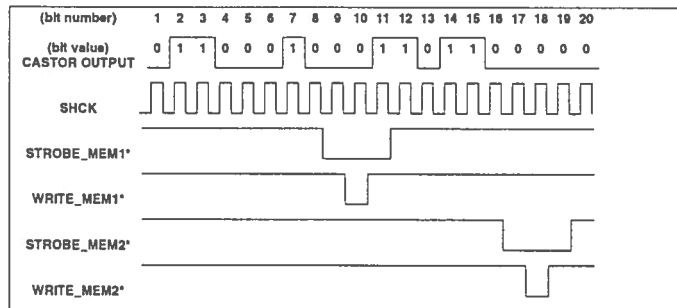 (bit number) 1 2 3 4 5 6 7 8 9 10 11 12 13 14 15 16 17 18 19 20
(bit value) 0 1 1 0 0 0 1 0 0 0 1 1 0 1 1 0 0 0 0 0
CASTOR OUTPUT
SHCK
STROBE_MEM1*
WRITE_MEM1*
STROBE_MEM2*
WRITE_MEM2*